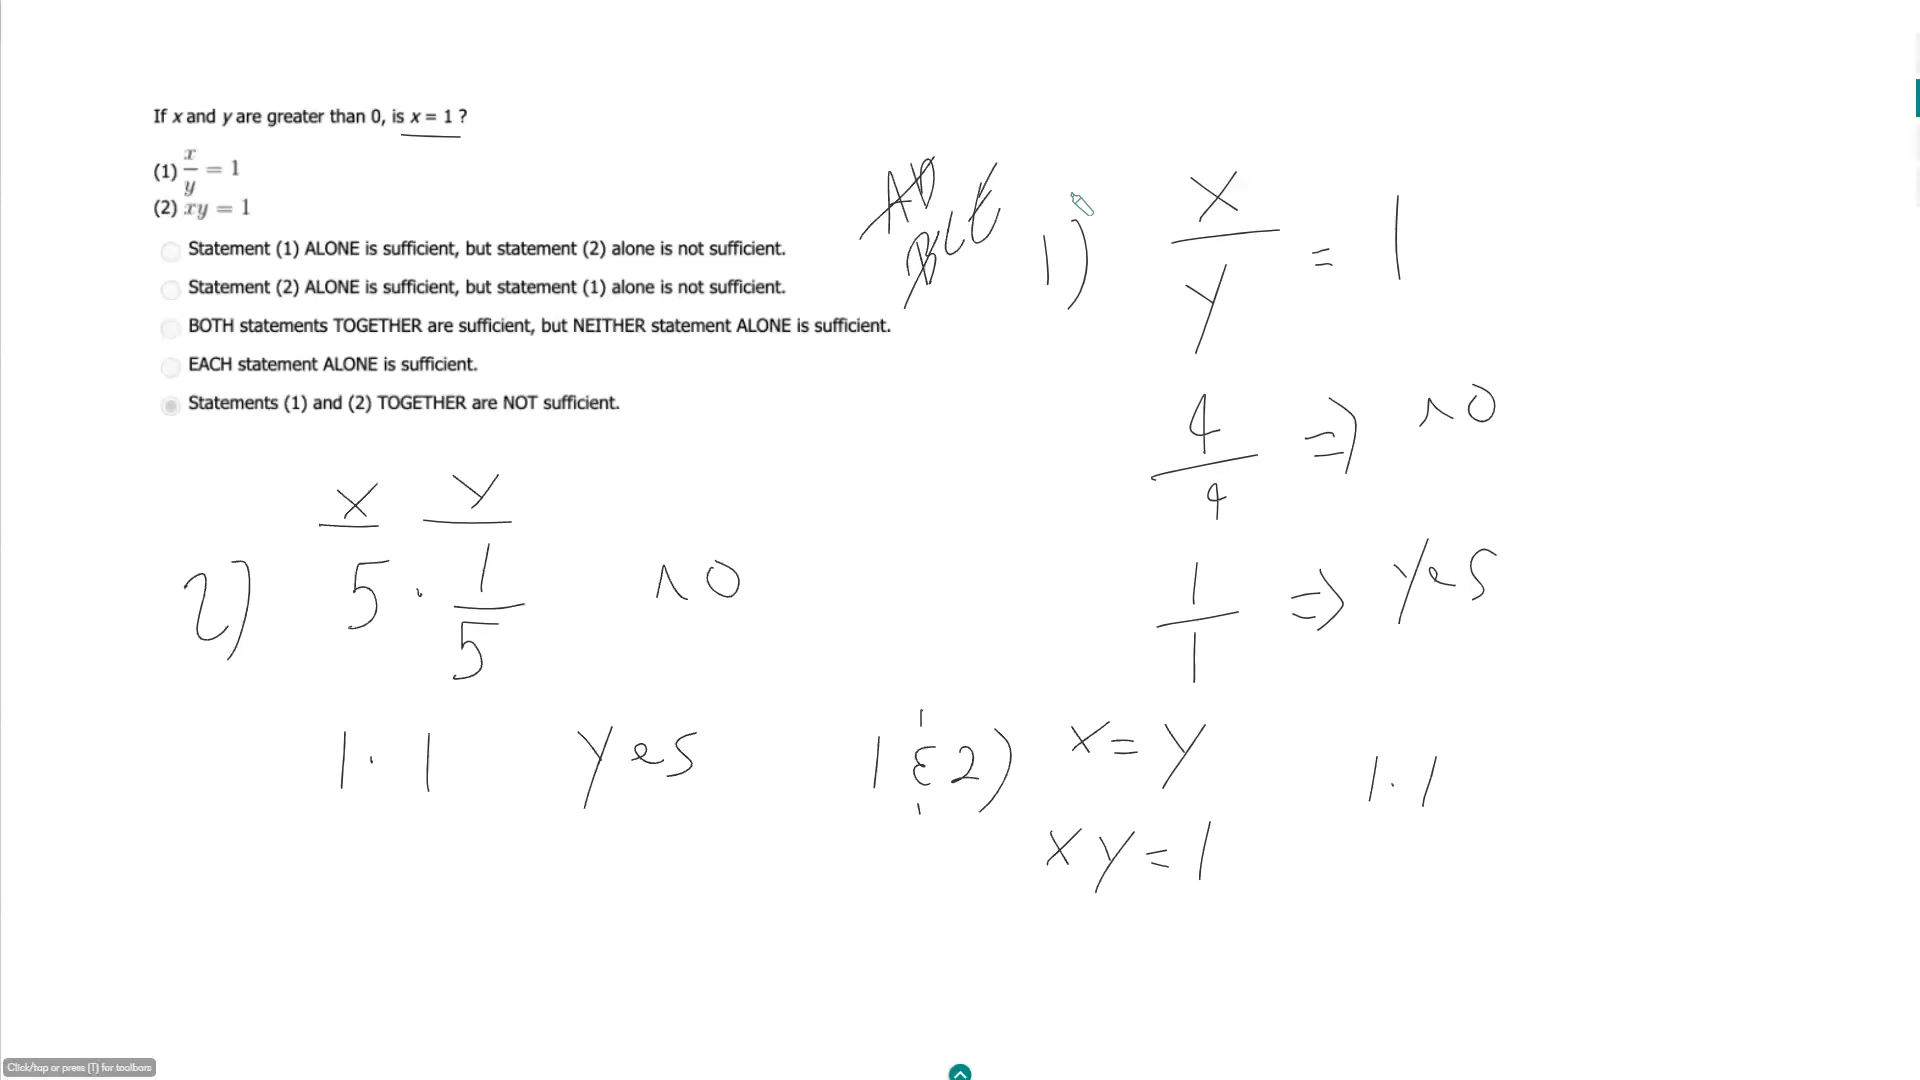 If x and y are greater than 0, is x = 1 ?
(1) x/y = 1
(2) xy = 1
Statement (1) ALONE is sufficient, but statement (2) alone is not sufficient.
Statement (2) ALONE is sufficient, but statement (1) alone is not sufficient.
BOTH statements TOGETHER are sufficient, but NEITHER statement ALONE is sufficient.
EACH statement ALONE is sufficient.
Statements (1) and (2) TOGETHER are NOT sufficient.
AD
BCE
1) x/y = 1
4/4 => no
1/1 => yes
x y
2) 5 · 1/5 no
1 · 1 yes
1 & 2) x = y 1 · 1
xy = 1
Click/tap or press [T] for toolbars